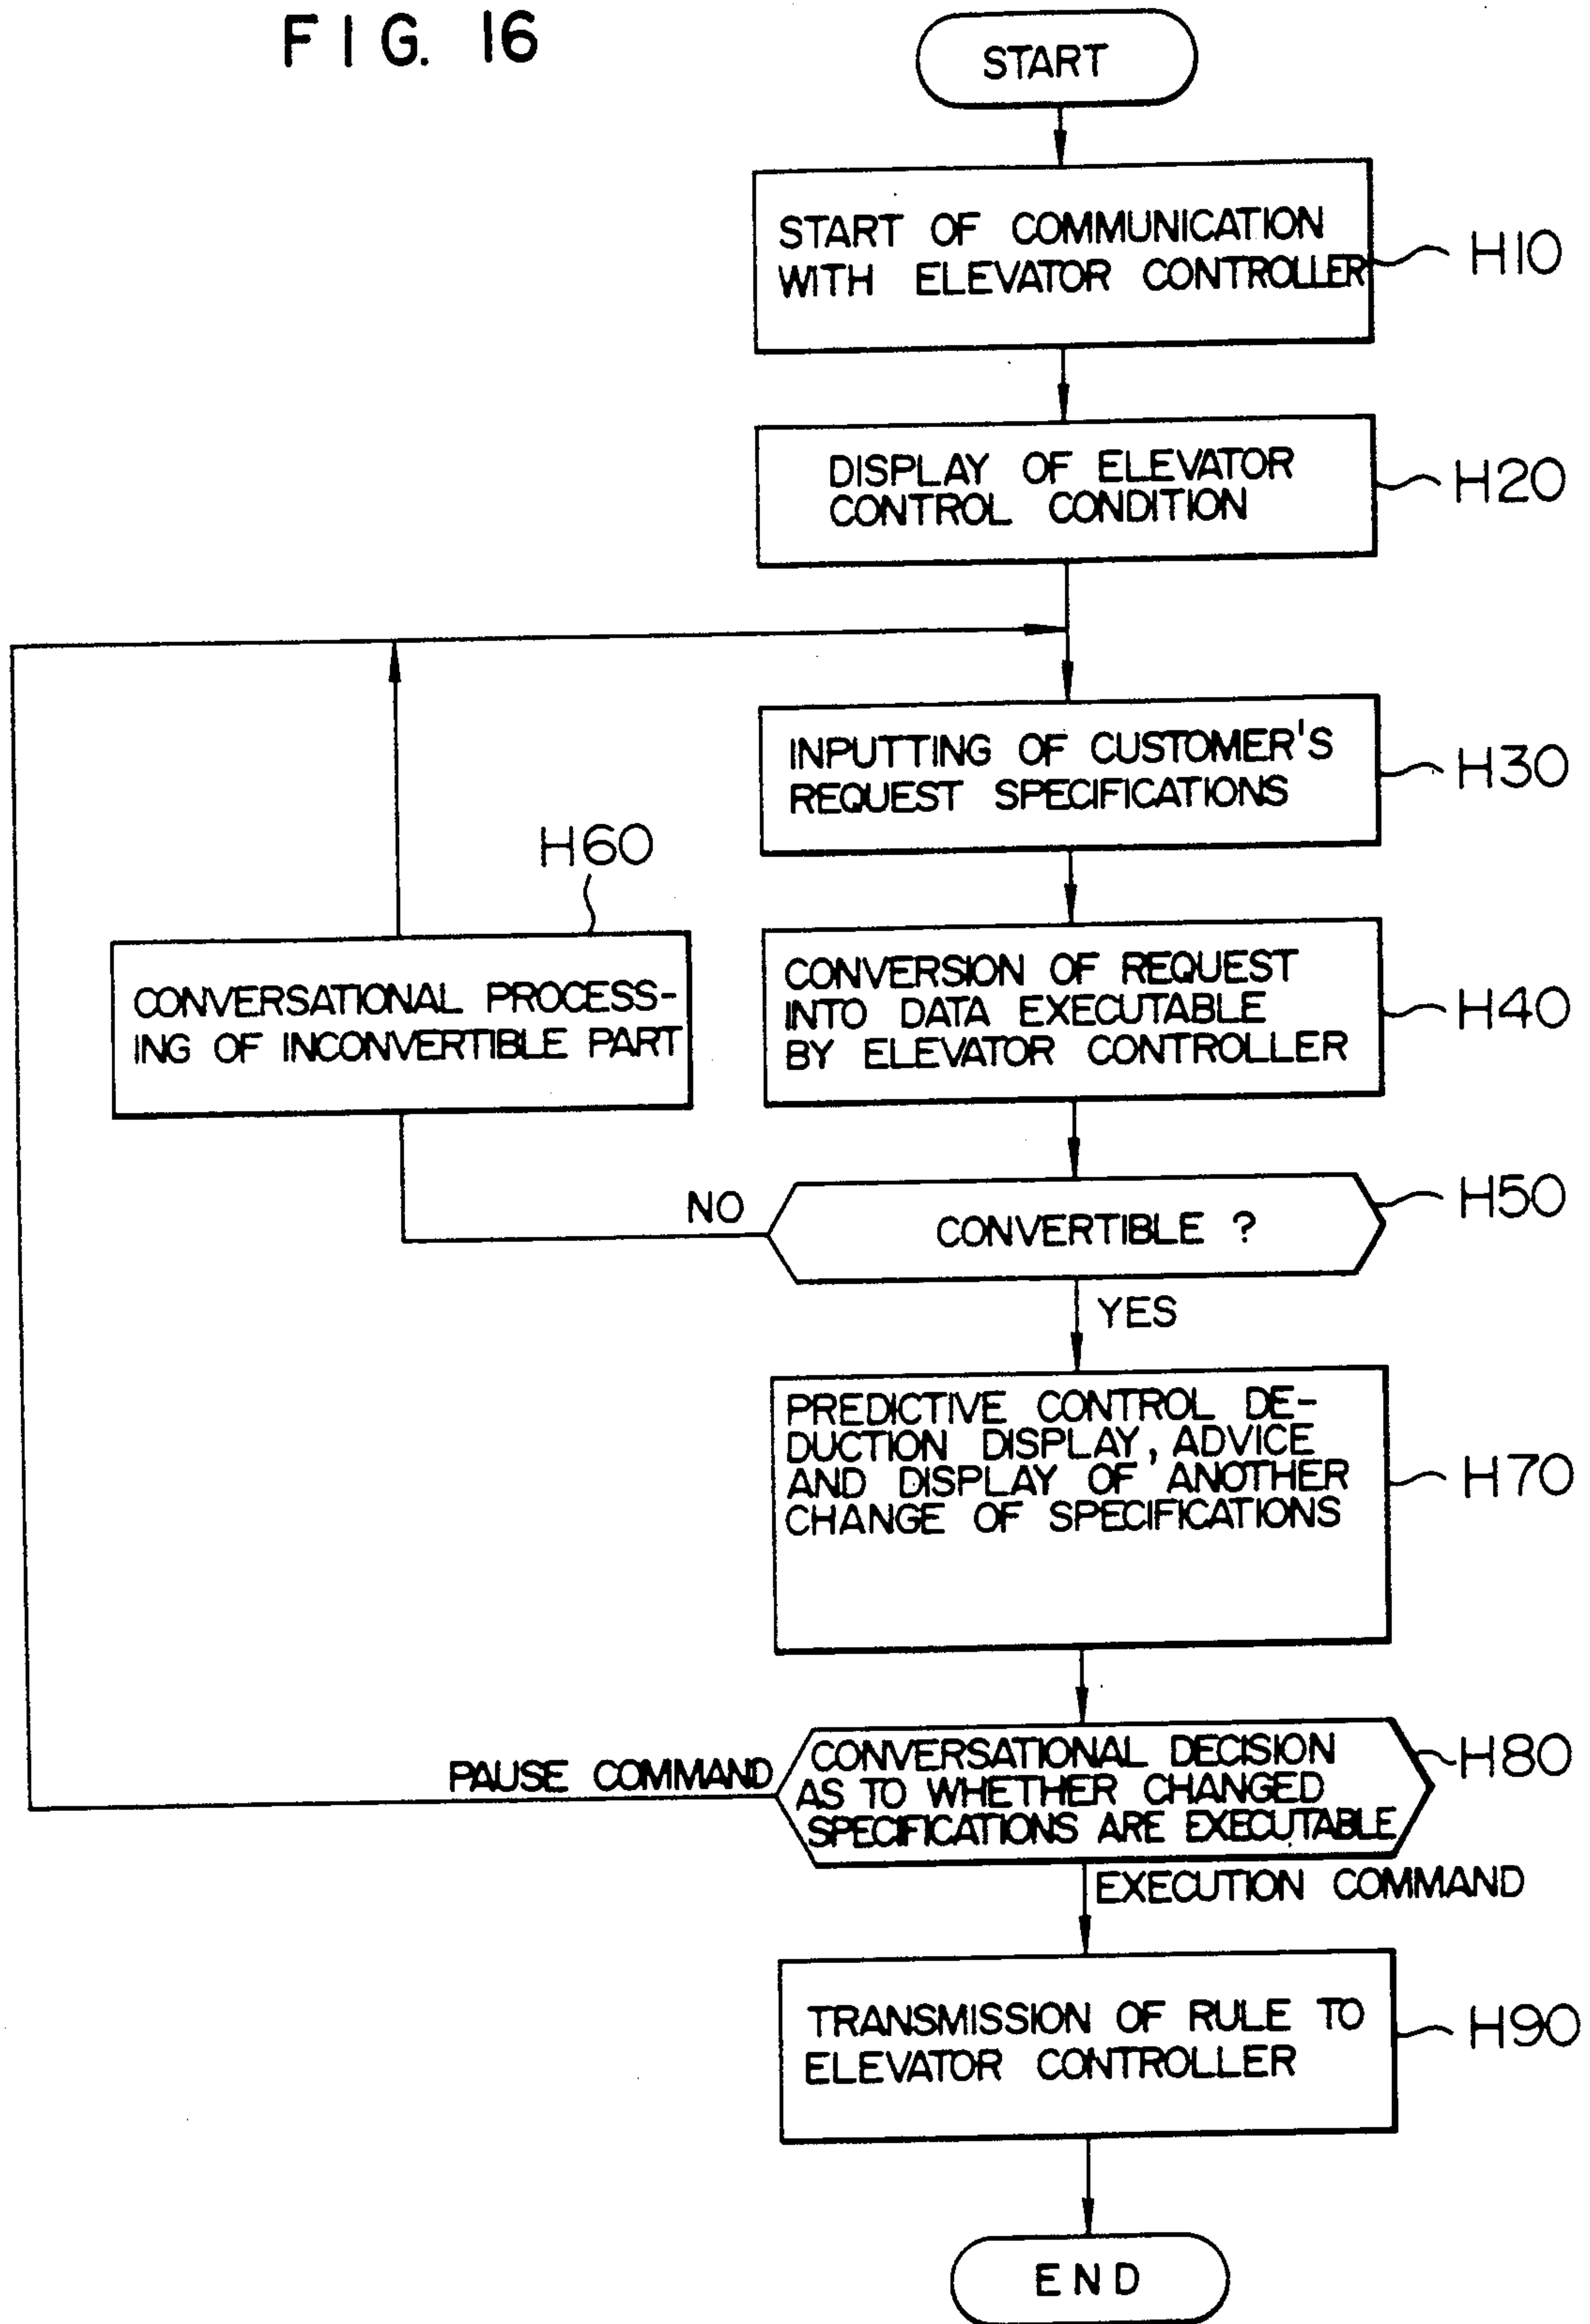 FIG. 16
START
START OF COMMUNICATION
WITH ELEVATOR CONTROLLER
H10
DISPLAY OF ELEVATOR
CONTROL CONDITION
H20
INPUTTING OF CUSTOMER'S
REQUEST SPECIFICATIONS
H30
H60
CONVERSATIONAL PROCESS-
ING OF INCONVERTIBLE PART
CONVERSION OF REQUEST
INTO DATA EXECUTABLE
BY ELEVATOR CONTROLLER
H40
NO
CONVERTIBLE ?
H50
YES
PREDICTIVE CONTROL DE-
DUCTION DISPLAY, ADVICE
AND DISPLAY OF ANOTHER
CHANGE OF SPECIFICATIONS
H70
PAUSE COMMAND
CONVERSATIONAL DECISION
AS TO WHETHER CHANGED
SPECIFICATIONS ARE EXECUTABLE
H80
EXECUTION COMMAND
TRANSMISSION OF RULE TO
ELEVATOR CONTROLLER
H90
END